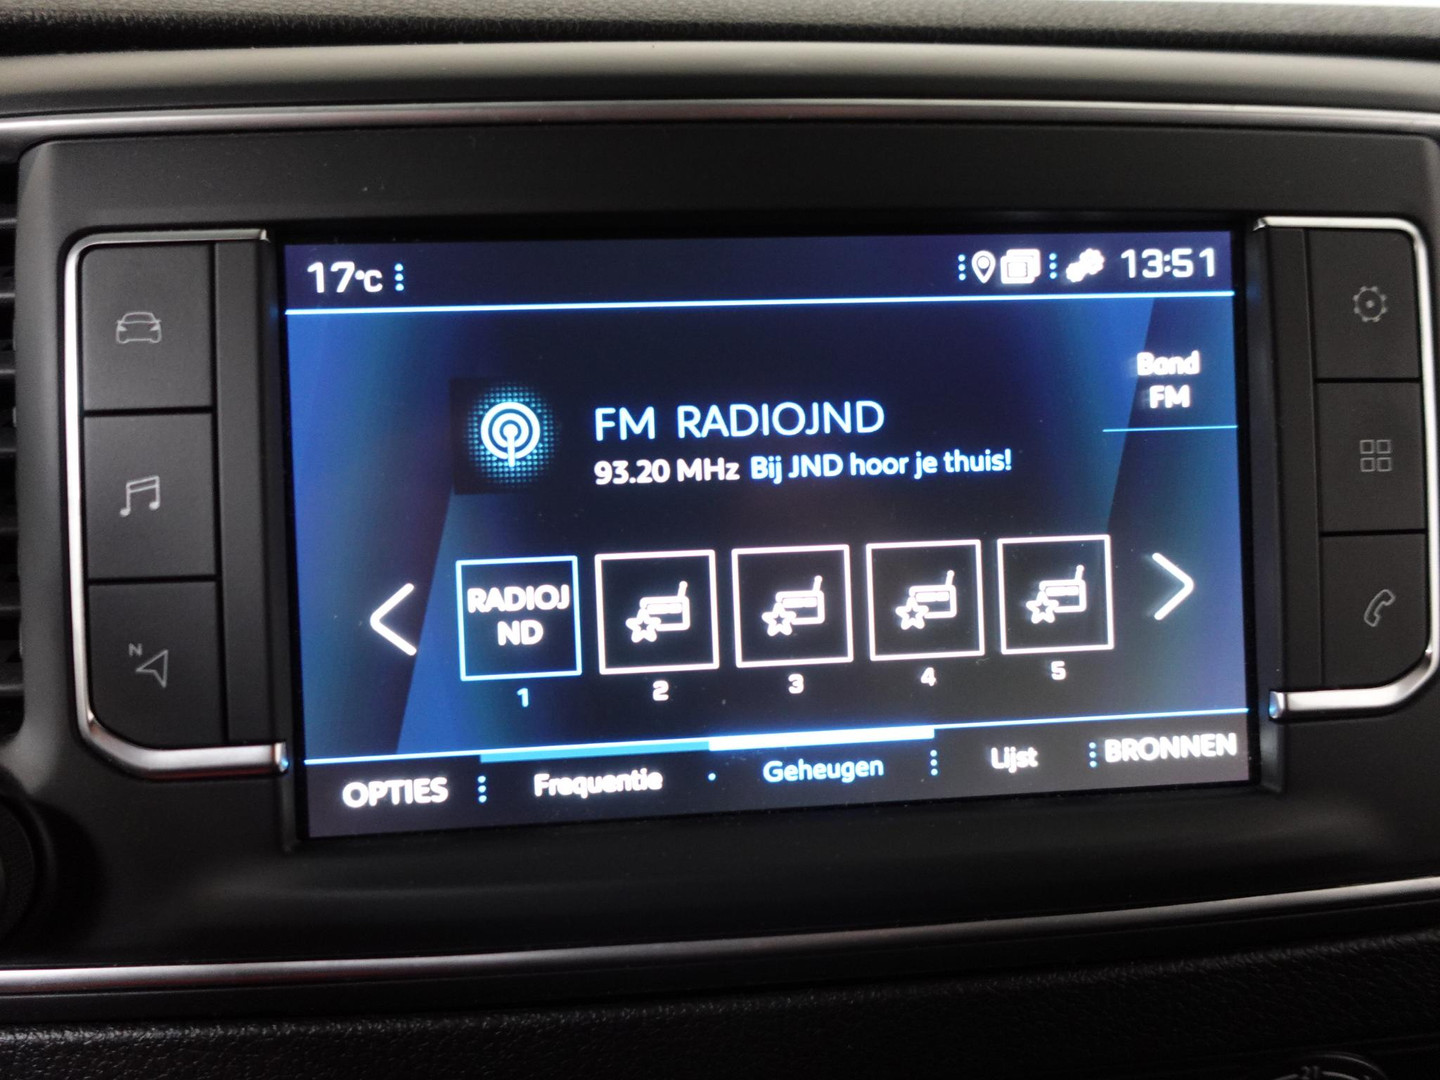 17°C
13:51
Band
FM
FM RADIOJND
93.20 MHz Bij JND hoor je thuis!
RADIOJ
ND
1
2
3
4
5
OPTIES
Frequentie
Geheugen
Lijst
BRONNEN
N
21